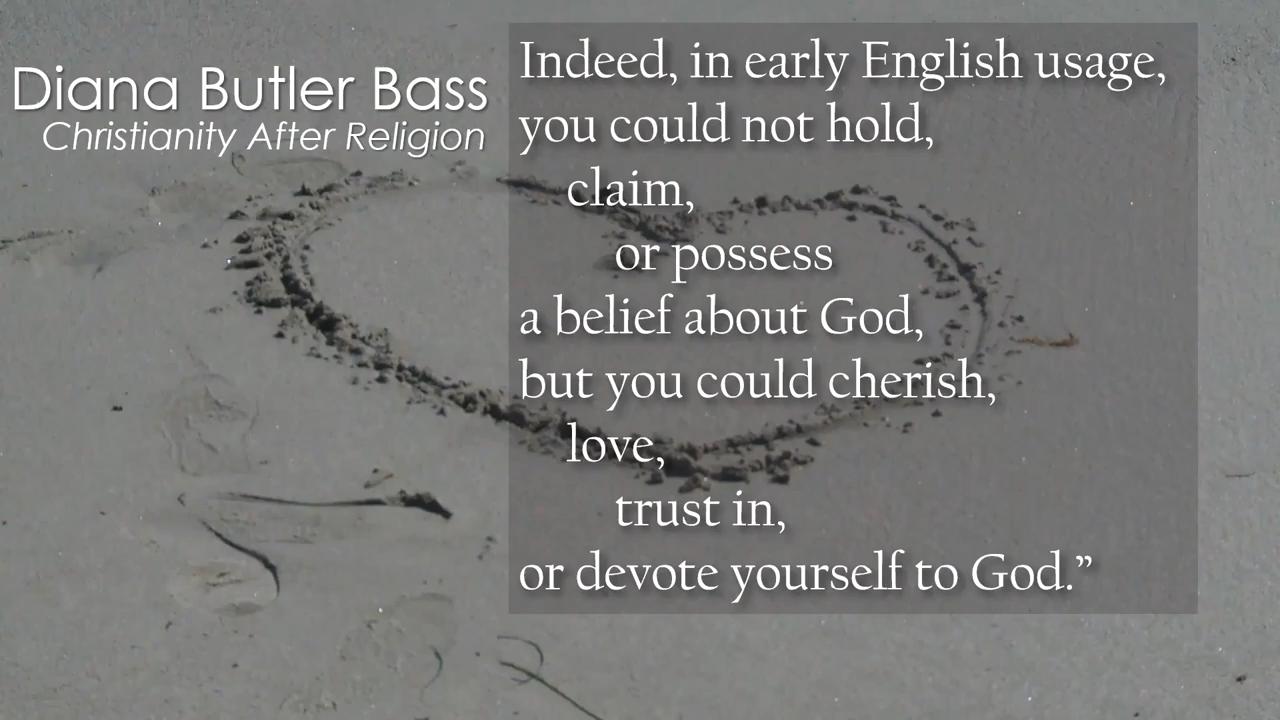 Diana Butler Bass
Christianity After Religion
Indeed, in early English usage,
you could not hold,
claim,
or possess
a belief about God,
but you could cherish,
love,
trust in,
or devote yourself to God.”